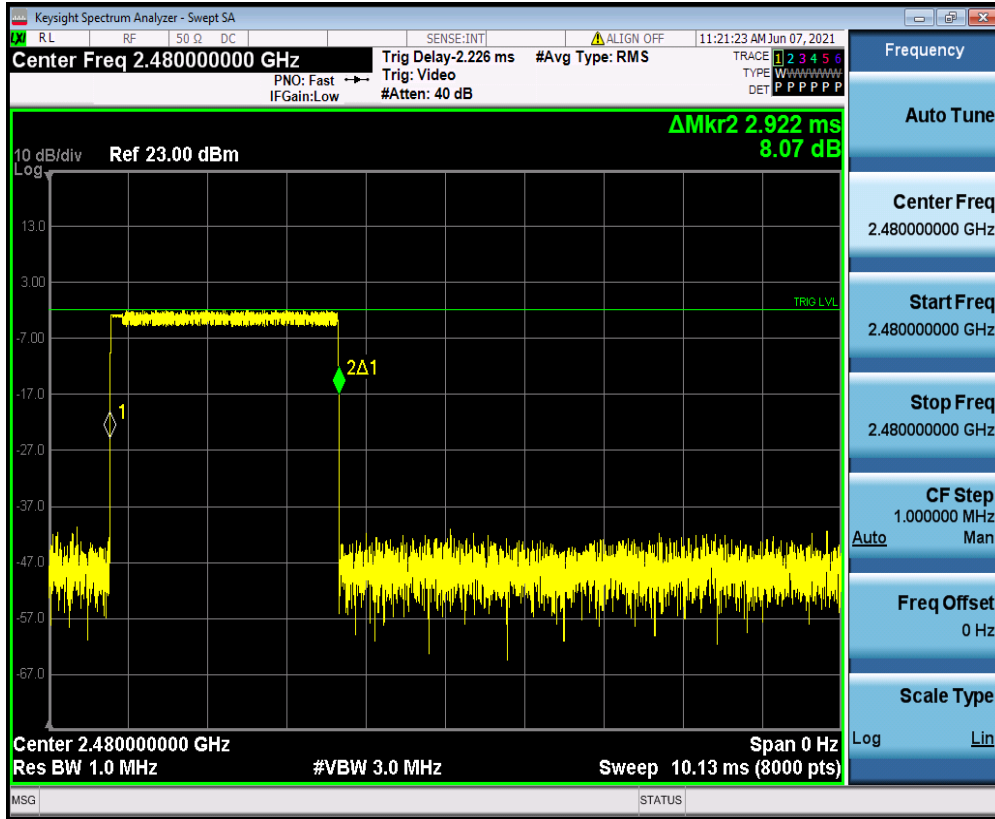 Keysight Spectrum Analyzer - Swept SA
LXI RL RF 50 Ω DC SENSE:INT ALIGN OFF 11:21:23 AM Jun 07, 2021
Center Freq 2.480000000 GHz
PNO: Fast
IFGain:Low
Trig Delay-2.226 ms
Trig: Video
#Atten: 40 dB
#Avg Type: RMS
TRACE 1 2 3 4 5 6
TYPE WWWWWWW
DET P P P P P P
ΔMkr2 2.922 ms
8.07 dB
10 dB/div Ref 23.00 dBm
Log
13.0
3.00
TRIG LVL
-7.00
2Δ1
-17.0
1
-27.0
-37.0
-47.0
-57.0
-67.0
Center 2.480000000 GHz Span 0 Hz
Res BW 1.0 MHz #VBW 3.0 MHz Sweep 10.13 ms (8000 pts)
MSG STATUS
Frequency
Auto Tune
Center Freq
2.480000000 GHz
Start Freq
2.480000000 GHz
Stop Freq
2.480000000 GHz
CF Step
1.000000 MHz
Auto Man
Freq Offset
0 Hz
Scale Type
Log Lin